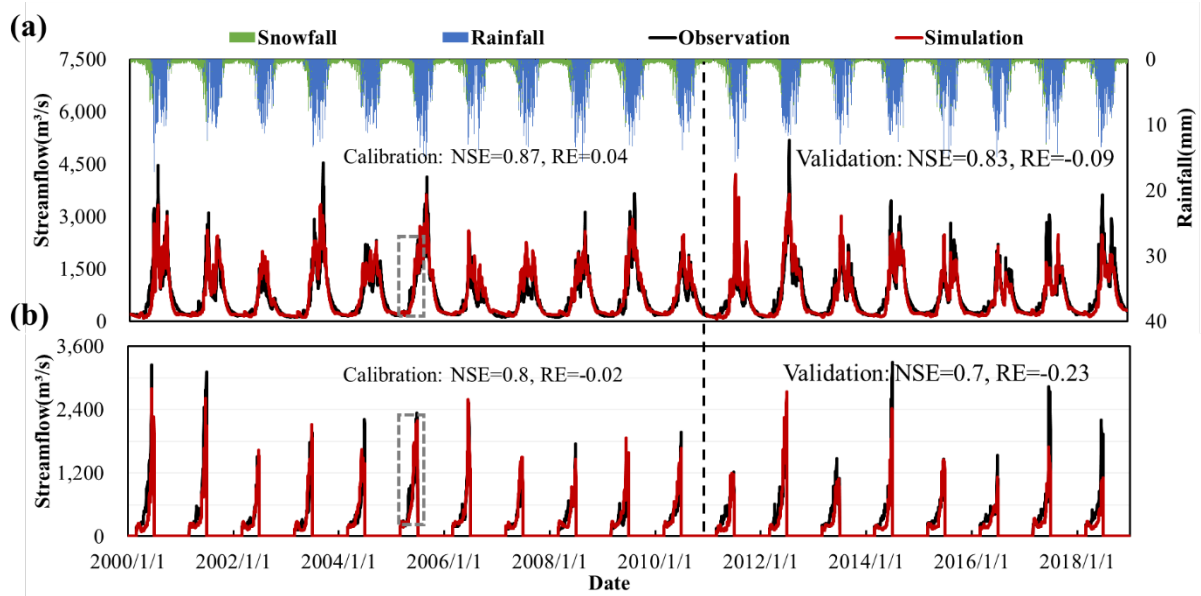 (a)
Snowfall Rainfall Observation Simulation
7,500
6,000
4,500
3,000
1,500
0
Streamflow(m³/s)
0
10
20
30
40
Rainfall(mm)
Calibration: NSE=0.87, RE=0.04
Validation: NSE=0.83, RE=-0.09
(b)
3,600
2,400
1,200
0
Streamflow(m³/s)
Calibration: NSE=0.8, RE=-0.02
Validation: NSE=0.7, RE=-0.23
2000/1/1 2002/1/1 2004/1/1 2006/1/1 2008/1/1 2010/1/1 2012/1/1 2014/1/1 2016/1/1 2018/1/1
Date